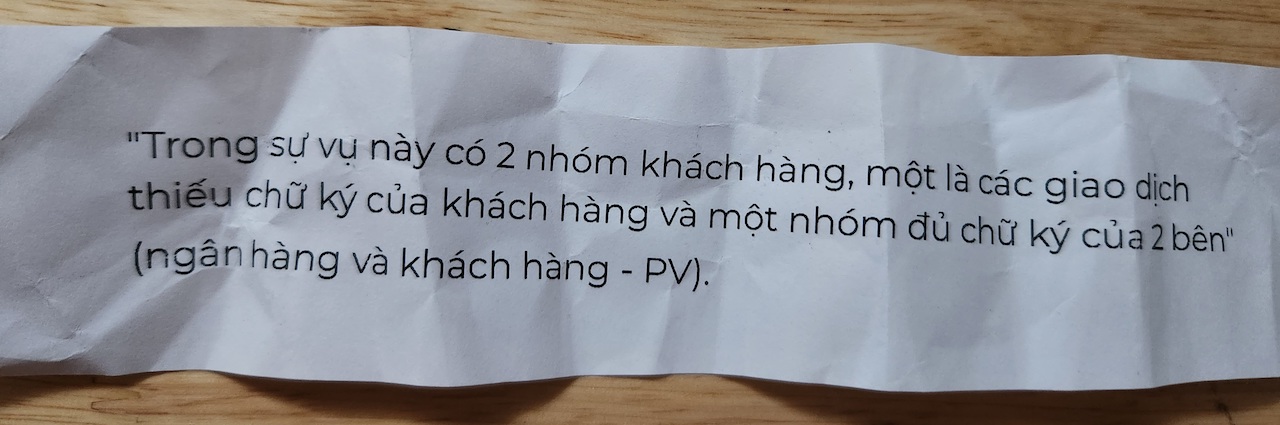 "Trong sự vụ này có 2 nhóm khách hàng, một là các giao dịch
thiếu chữ ký của khách hàng và một nhóm đủ chữ ký của 2 bên"
(ngân hàng và khách hàng - PV).